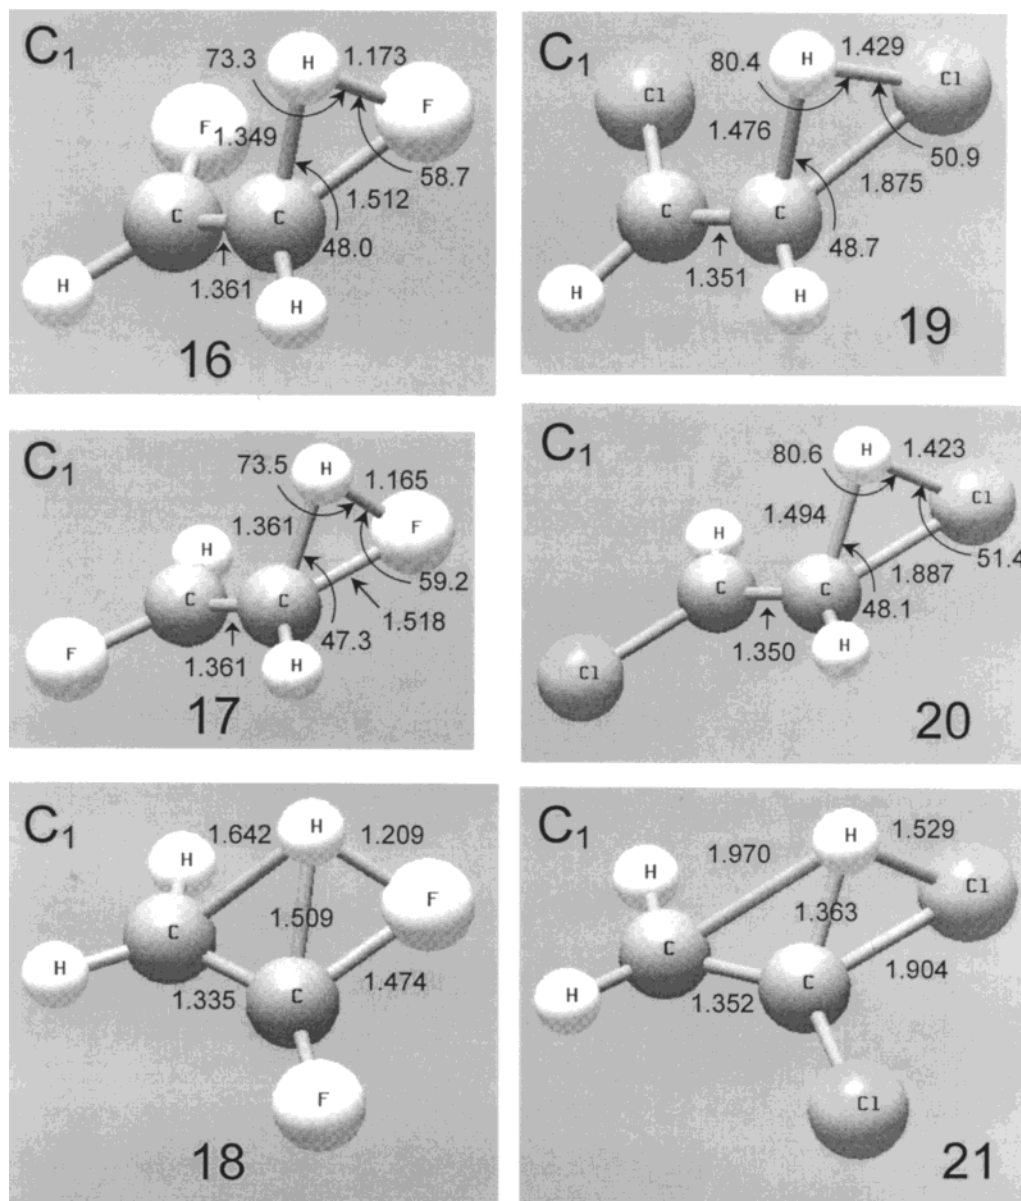 C1
73.3
H
1.173
F
F
1.349
58.7
C
C
1.512
48.0
H
1.361
H
16
C1
80.4
H
1.429
Cl
Cl
1.476
50.9
C
C
1.875
48.7
H
1.351
H
19
C1
73.5
H
1.165
F
1.361
H
59.2
C
C
1.518
47.3
F
1.361
H
17
C1
80.6
H
1.423
Cl
1.494
H
51.4
C
C
1.887
48.1
1.350
H
Cl
20
C1
1.642
H
1.209
H
F
1.509
C
H
1.335
C
1.474
F
18
C1
H
1.529
1.970
H
Cl
1.363
C
1.904
H
1.352
C
Cl
21